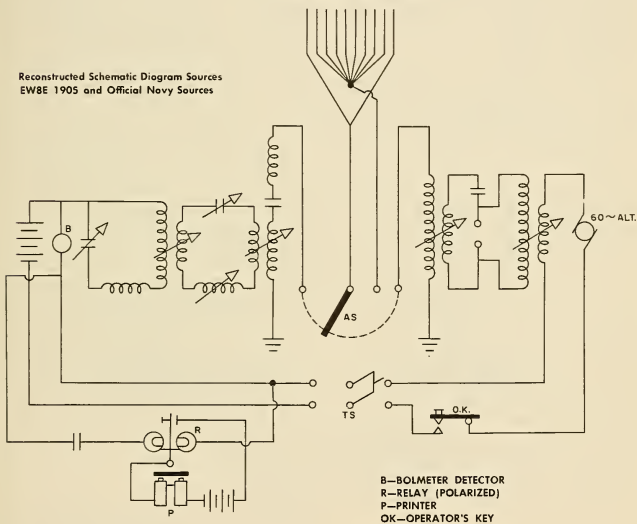 Reconstructed Schematic Diagram Sources
EW8E 1905 and Official Navy Sources
B
60~ALT.
AS
TS
O.K.
R
P
B—BOLMETER DETECTOR
R—RELAY (POLARIZED)
P—PRINTER
OK—OPERATOR'S KEY